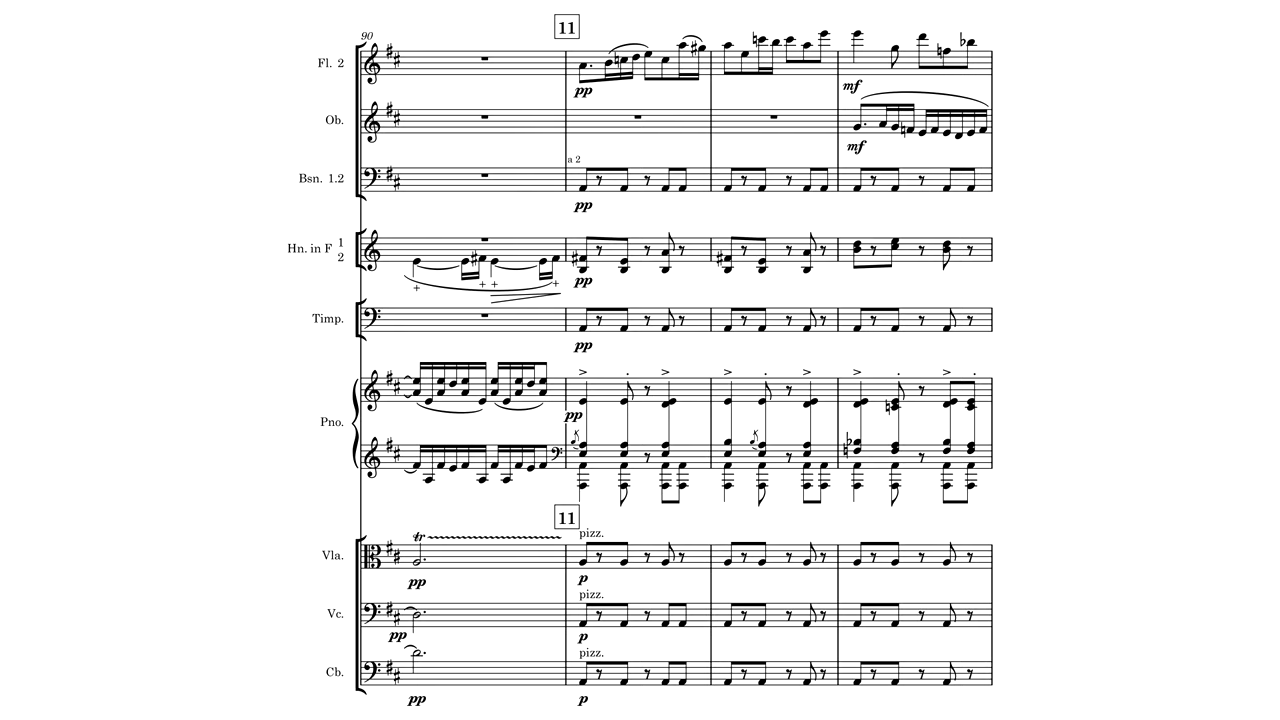 11
90
Fl. 2
pp
mf
Ob.
mf
a 2
Bsn. 1.2
pp
Hn. in F 1
2
pp
Timp.
pp
Pno.
pp
11
tr
pizz.
Vla.
pp
p
pizz.
Vc.
pp
p
pizz.
Cb.
pp
p